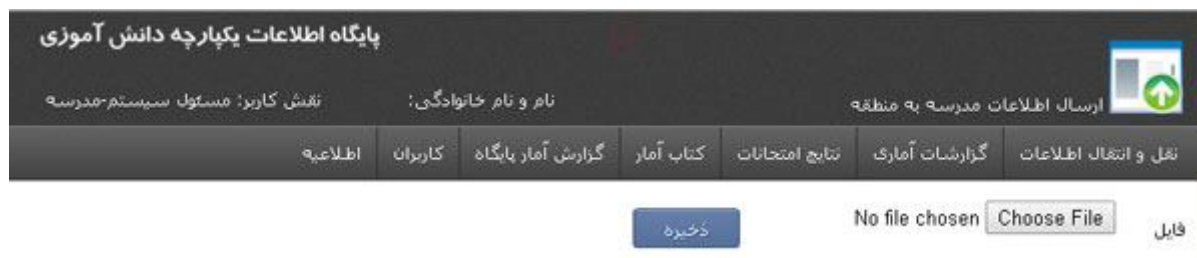 پایگاه اطلاعات یکپارچه دانش آموزی
ارسال اطلاعات مدرسه به منطقه نام و نام خانوادگی: نقش کاربر: مسئول سیستم-مدرسه
نقل و انتقال اطلاعات گزارشات آماری نتایج امتحانات کتاب آمار گزارش آمار پایگاه کاربران اطلاعیه
فایل Choose File No file chosen ذخیره